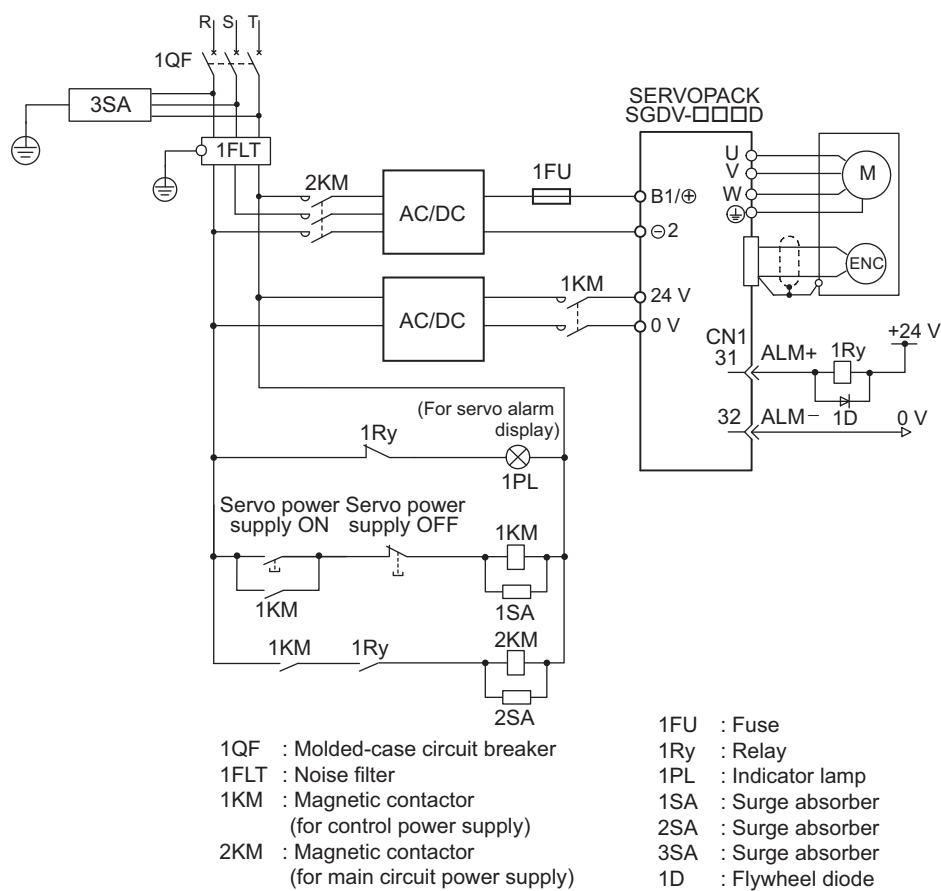 R S T
1QF
3SA
1FLT
2KM
AC/DC
1FU
SERVOPACK
SGDV-□□□D
B1/⊕
⊖2
U
V
W
M
ENC
AC/DC
1KM
24 V
0 V
CN1
31
ALM+
1Ry
+24 V
1D
32
ALM−
0 V
(For servo alarm
display)
1Ry
1PL
Servo power
supply ON
Servo power
supply OFF
1KM
1KM
1SA
1KM
1Ry
2KM
2SA
1QF : Molded-case circuit breaker
1FLT : Noise filter
1KM : Magnetic contactor
(for control power supply)
2KM : Magnetic contactor
(for main circuit power supply)
1FU : Fuse
1Ry : Relay
1PL : Indicator lamp
1SA : Surge absorber
2SA : Surge absorber
3SA : Surge absorber
1D : Flywheel diode